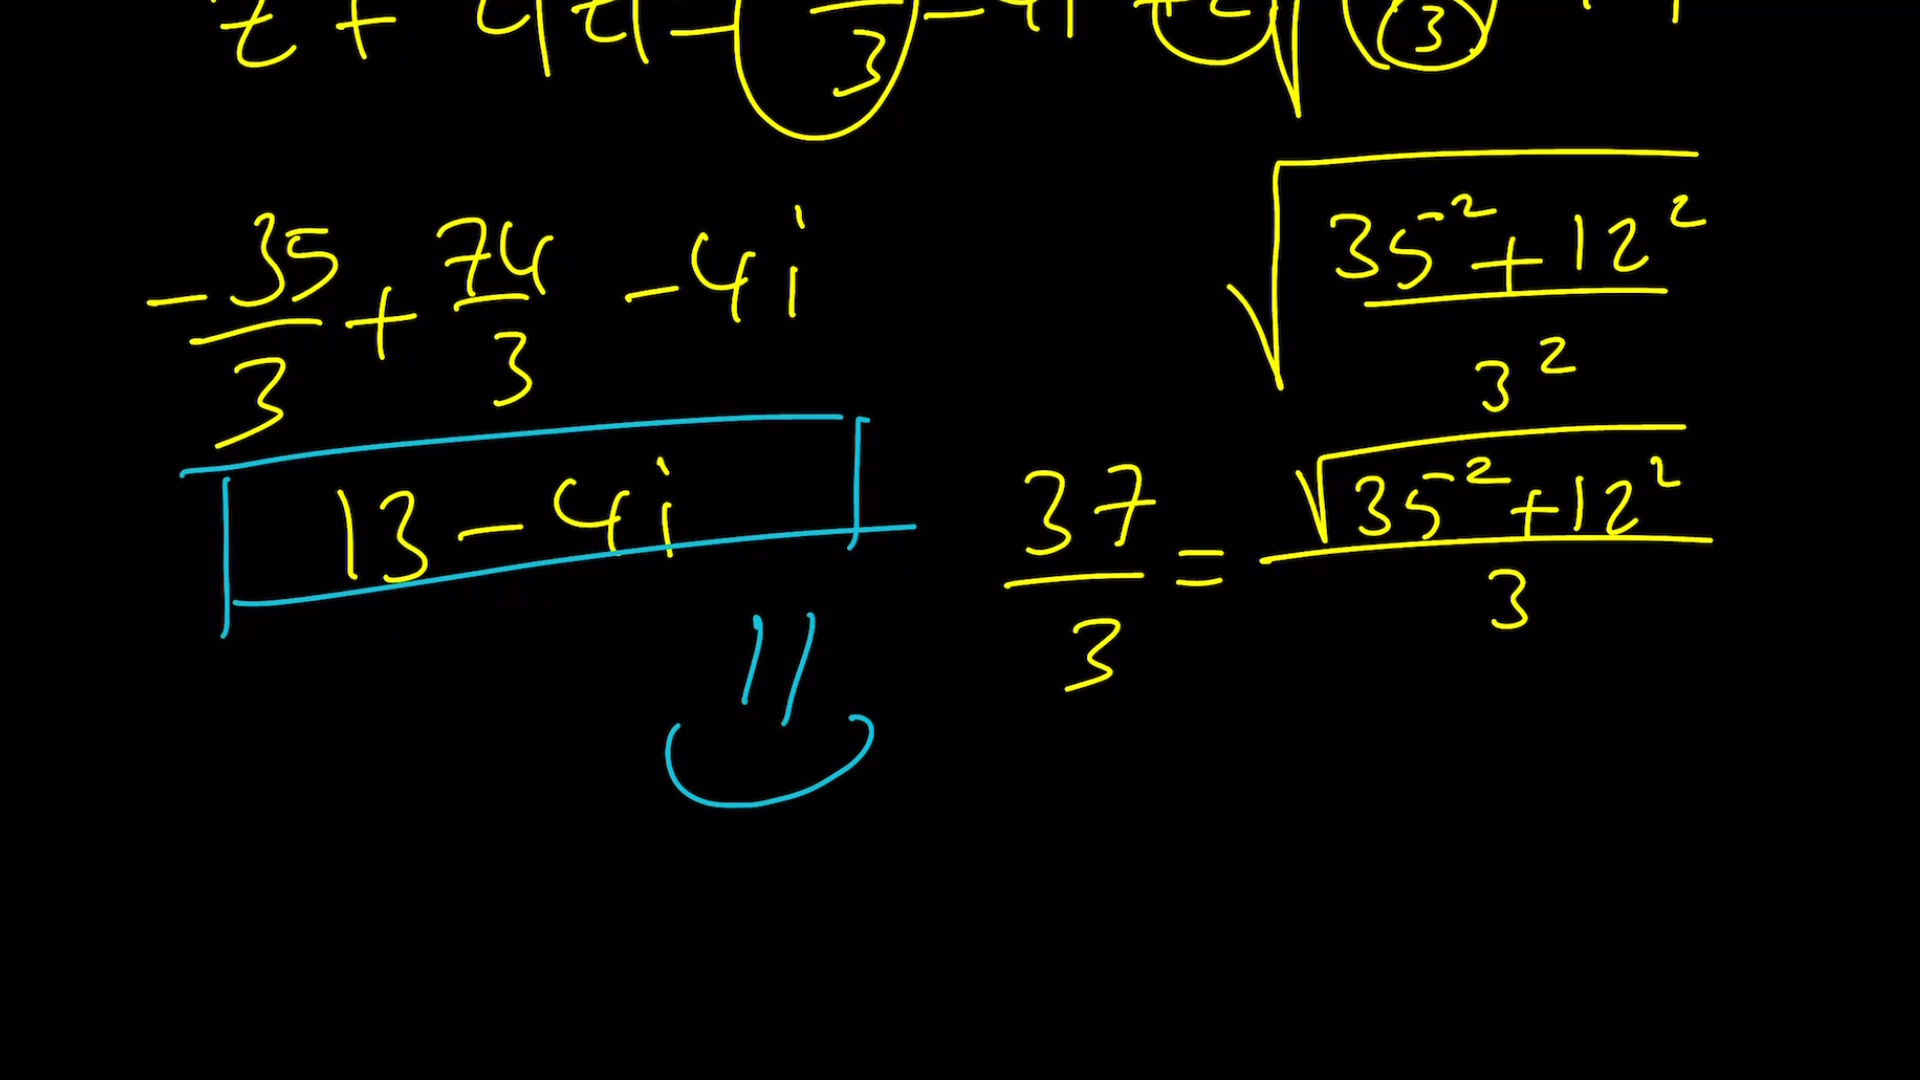 -35/3 + 74/3 - 4i
√((35² + 12²)/3²)
13 - 4i
37/3 = √(35² + 12²)/3